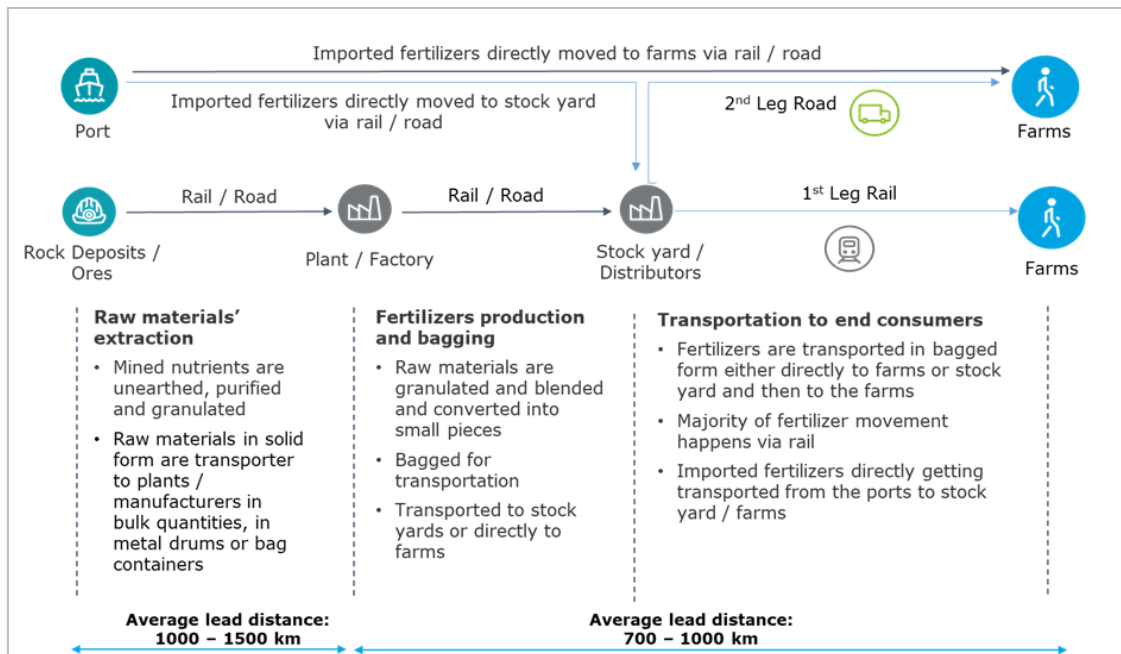 Imported fertilizers directly moved to farms via rail / road
Imported fertilizers directly moved to stock yard
via rail / road
2nd Leg Road
Port
Farms
Rail / Road
Rail / Road
1st Leg Rail
Rock Deposits /
Ores
Plant / Factory
Stock yard /
Distributors
Farms
Raw materials’
extraction
• Mined nutrients are
unearthed, purified
and granulated
• Raw materials in solid
form are transporter
to plants /
manufacturers in
bulk quantities, in
metal drums or bag
containers
Fertilizers production
and bagging
• Raw materials are
granulated and blended
and converted into
small pieces
• Bagged for
transportation
• Transported to stock
yards or directly to
farms
Transportation to end consumers
• Fertilizers are transported in bagged
form either directly to farms or stock
yard and then to the farms
• Majority of fertilizer movement
happens via rail
• Imported fertilizers directly getting
transported from the ports to stock
yard / farms
Average lead distance:
1000 – 1500 km
Average lead distance:
700 – 1000 km